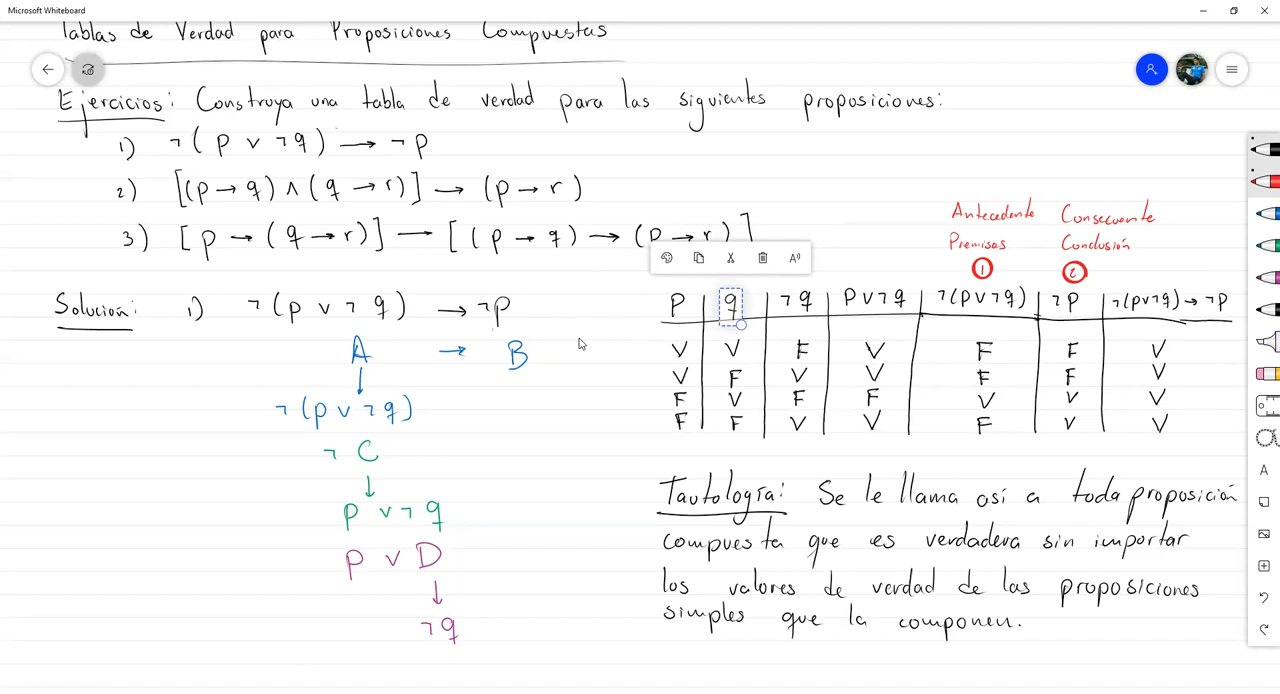 Microsoft Whiteboard
Tablas de Verdad para Proposiciones Compuestas
Ejercicios: Construya una tabla de verdad para las siguientes proposiciones:
1) ¬(p ∨ ¬q) → ¬p
2) [(p → q) ∧ (q → r)] → (p → r)
3) [p → (q → r)] → [(p → q) → (p → r)]
Solución: 1) ¬(p ∨ ¬q) → ¬p
A → B
↓
¬(p ∨ ¬q)
¬ C
↓
p ∨ ¬q
p ∨ D
↓
¬q
Antecedente Consecuente
Premisas Conclusión
1 2
p q ¬q p∨¬q ¬(p∨¬q) ¬p ¬(p∨¬q)→¬p
V V F V F F V
V F V V F F V
F V F F V V V
F F V V F V V
Tautología: Se le llama así a toda proposición
compuesta que es verdadera sin importar
los valores de verdad de las proposiciones
simples que la componen.